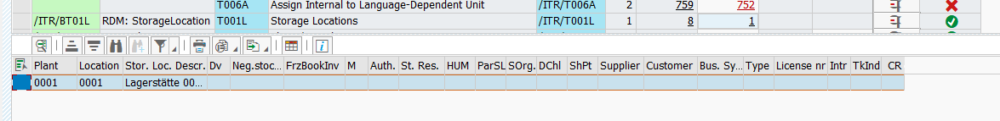 T006A Assign Internal to Language-Dependent Unit /ITR/T006A 2 759 752
/ITR/BT01L RDM: StorageLocation T001L Storage Locations /ITR/T001L 1 8 1
Plant Location Stor. Loc. Descr. Dv Neg.stoc... FrzBookInv M Auth. St. Res. HUM ParSL SOrg. DChl ShPt Supplier Customer Bus. Sy... Type License nr Intr TkInd CR
0001 0001 Lagerstätte 00...